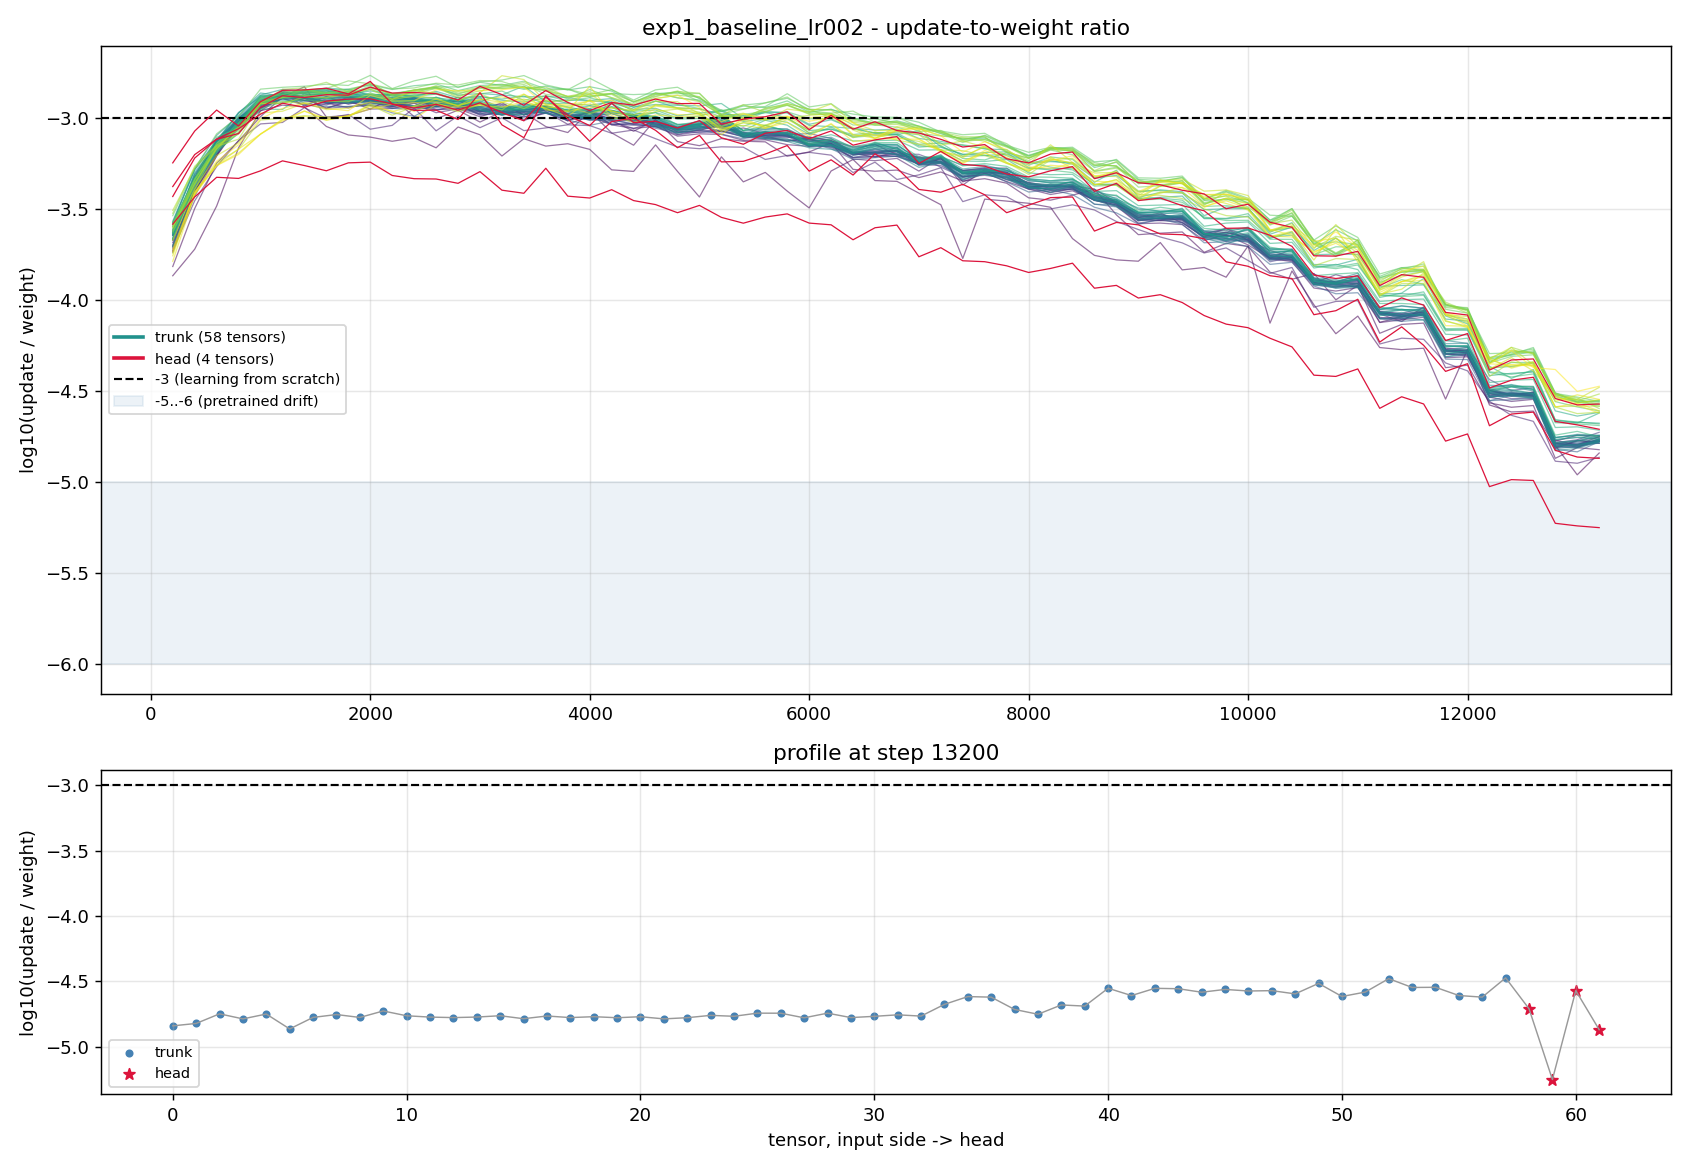 exp1_baseline_lr002 - update-to-weight ratio
log10(update / weight)
−3.0
−3.5
−4.0
−4.5
−5.0
−5.5
−6.0
trunk (58 tensors)
head (4 tensors)
-3 (learning from scratch)
-5..-6 (pretrained drift)
0 2000 4000 6000 8000 10000 12000
profile at step 13200
log10(update / weight)
−3.0
−3.5
−4.0
−4.5
−5.0
trunk
head
0 10 20 30 40 50 60
tensor, input side -> head